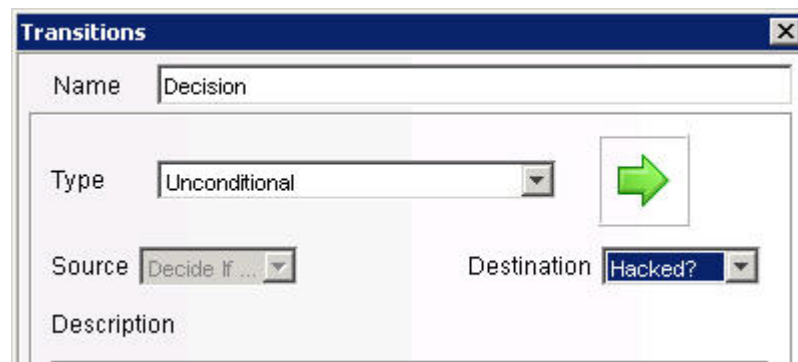 Transitions
Name Decision
Type Unconditional
Source Decide If ... Destination Hacked?
Description